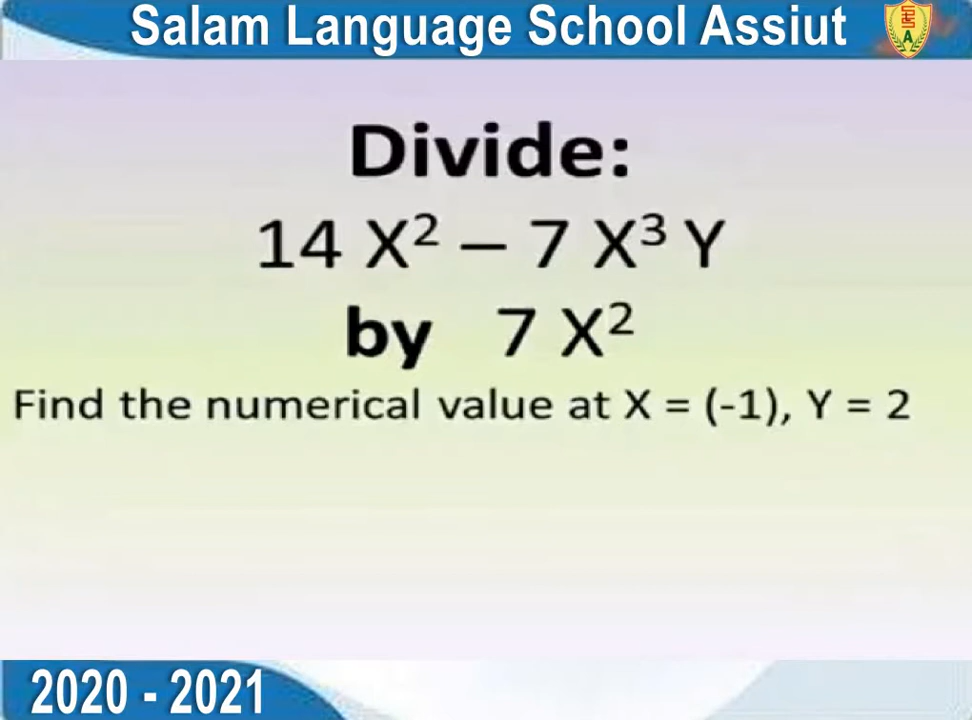 Salam Language School Assiut
A
Divide:
14 X² – 7 X³ Y
by 7 X²
Find the numerical value at X = (-1), Y = 2
2020 - 2021